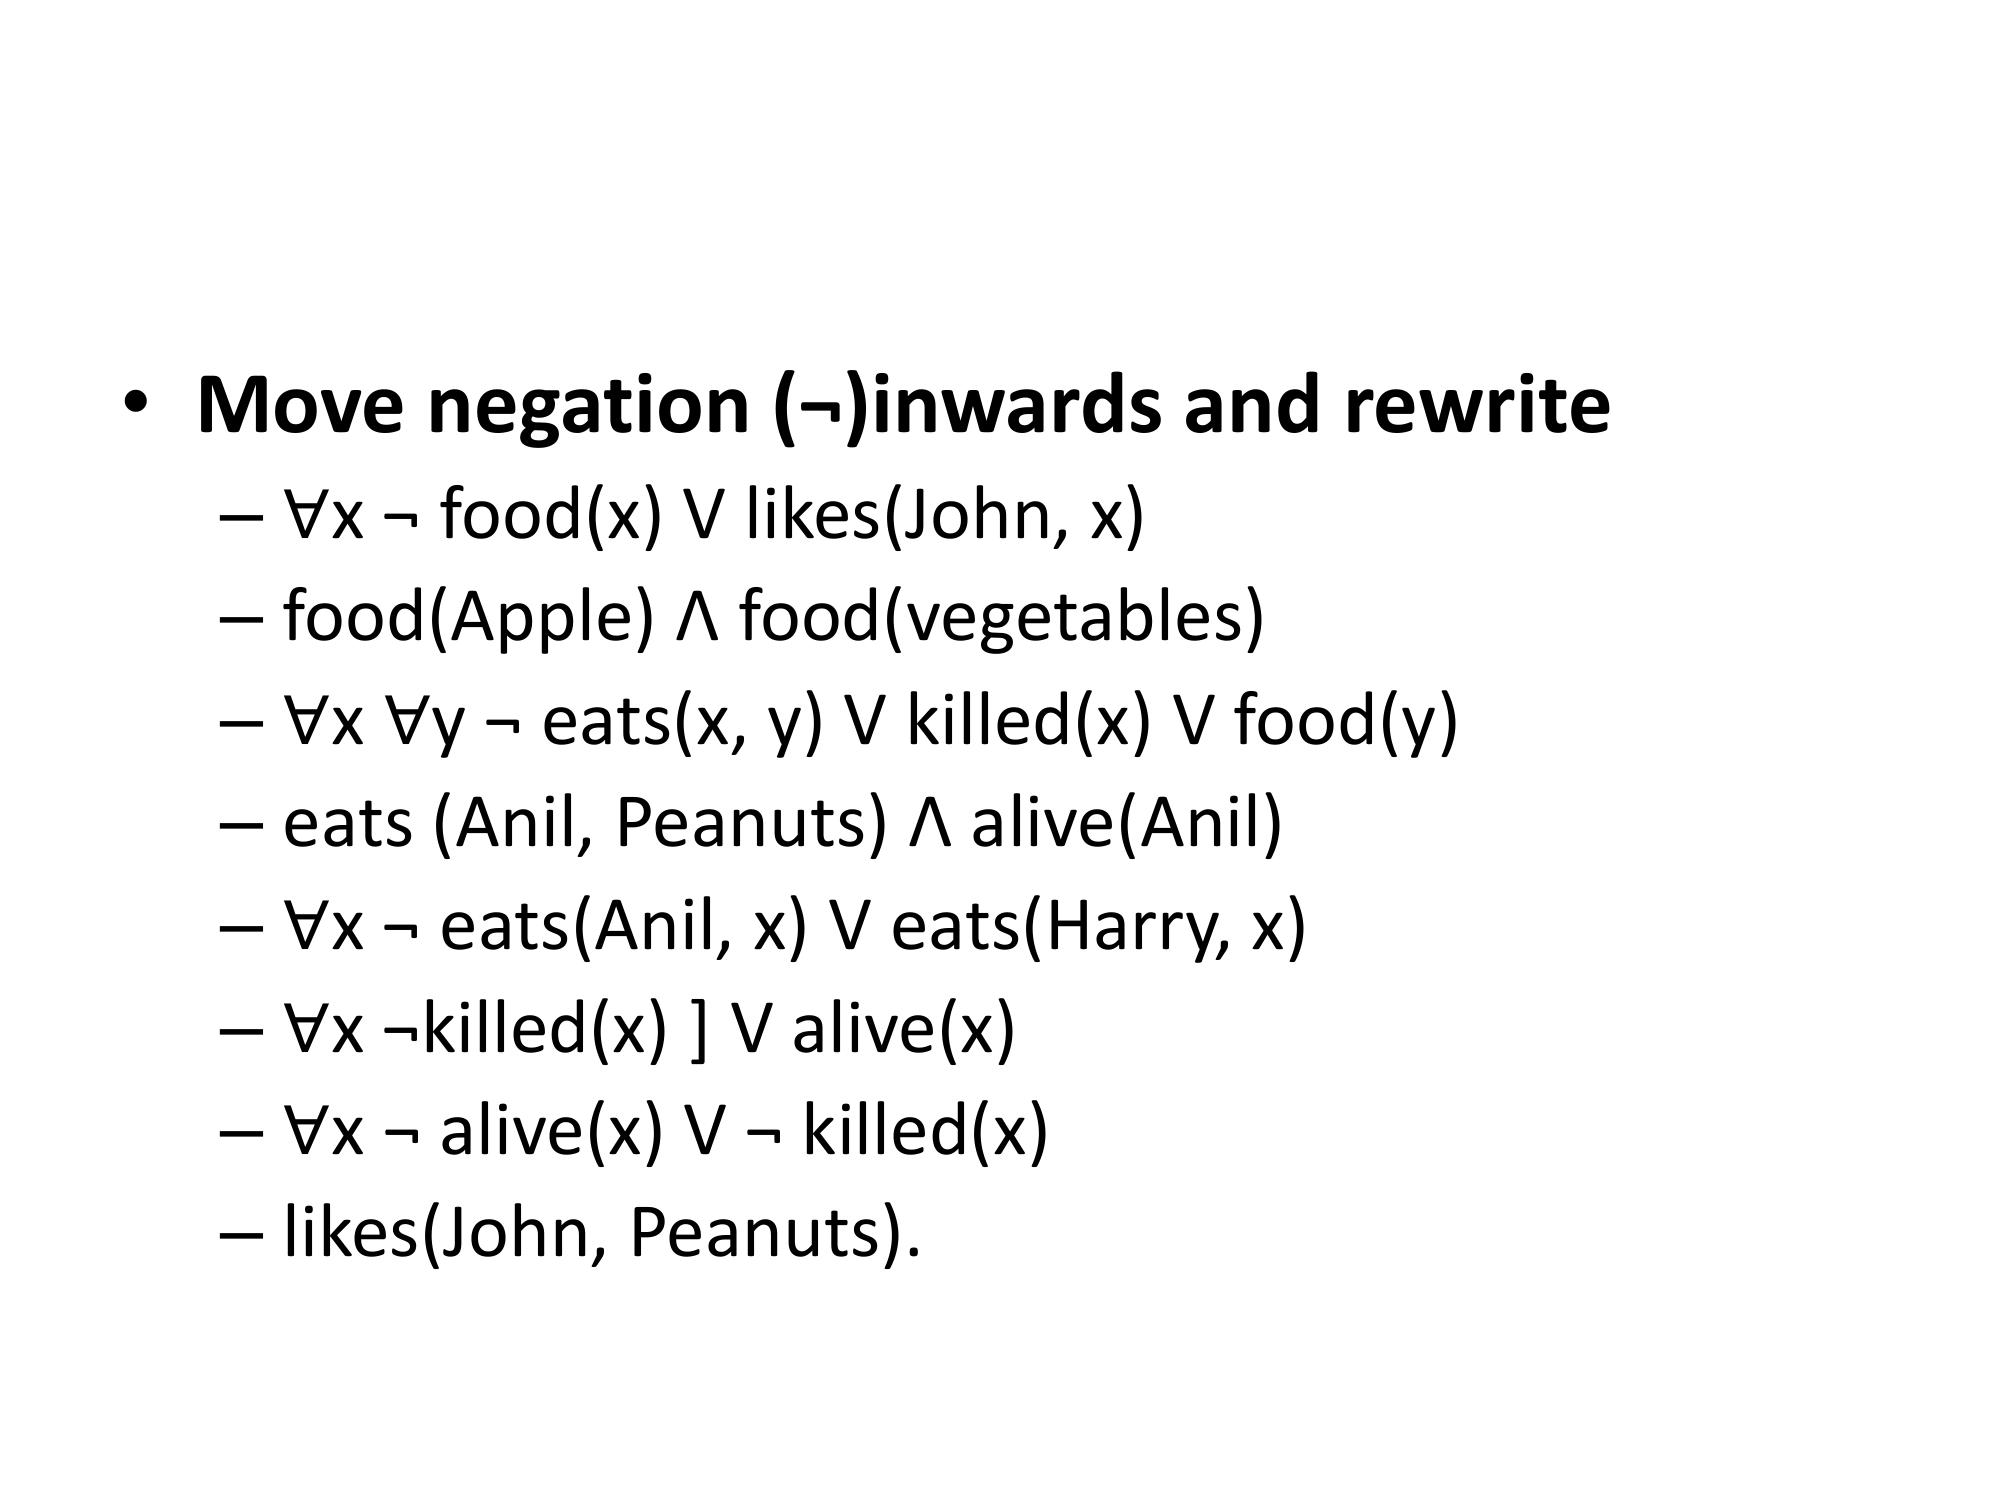 • Move negation (¬)inwards and rewrite
– ∀x ¬ food(x) V likes(John, x)
– food(Apple) Λ food(vegetables)
– ∀x ∀y ¬ eats(x, y) V killed(x) V food(y)
– eats (Anil, Peanuts) Λ alive(Anil)
– ∀x ¬ eats(Anil, x) V eats(Harry, x)
– ∀x ¬killed(x) ] V alive(x)
– ∀x ¬ alive(x) V ¬ killed(x)
– likes(John, Peanuts).